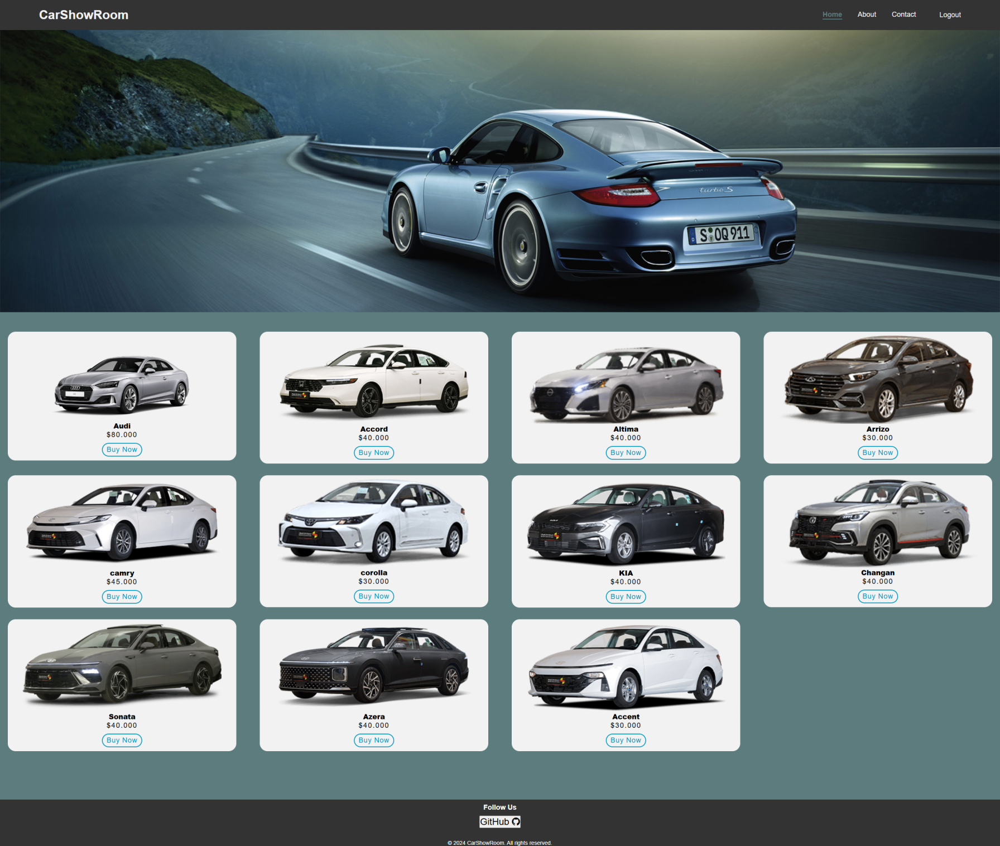 CarShowRoom
Home About Contact Logout
turbo S
S OQ 911
Audi
$80.000
Buy Now
Accord
$40.000
Buy Now
Altima
$40.000
Buy Now
Arrizo
$30.000
Buy Now
camry
$45.000
Buy Now
corolla
$30.000
Buy Now
KIA
$40.000
Buy Now
Changan
$40.000
Buy Now
Sonata
$40.000
Buy Now
Azera
$40.000
Buy Now
Accent
$30.000
Buy Now
Follow Us
GitHub
© 2024 CarShowRoom. All rights reserved.